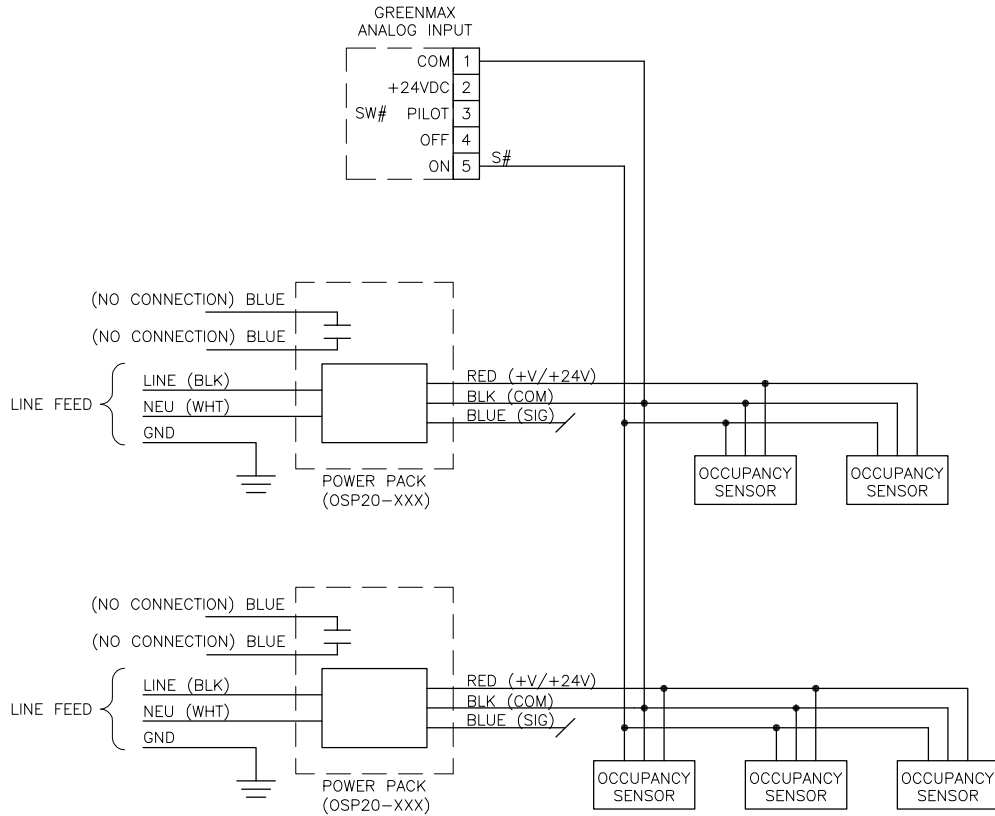 GREENMAX
ANALOG INPUT
COM 1
+24VDC 2
SW# PILOT 3
OFF 4
ON 5 S#
(NO CONNECTION) BLUE
(NO CONNECTION) BLUE
LINE FEED
LINE (BLK)
NEU (WHT)
GND
RED (+V/+24V)
BLK (COM)
BLUE (SIG)
POWER PACK
(OSP20-XXX)
OCCUPANCY
SENSOR
OCCUPANCY
SENSOR
(NO CONNECTION) BLUE
(NO CONNECTION) BLUE
LINE FEED
LINE (BLK)
NEU (WHT)
GND
RED (+V/+24V)
BLK (COM)
BLUE (SIG)
POWER PACK
(OSP20-XXX)
OCCUPANCY
SENSOR
OCCUPANCY
SENSOR
OCCUPANCY
SENSOR